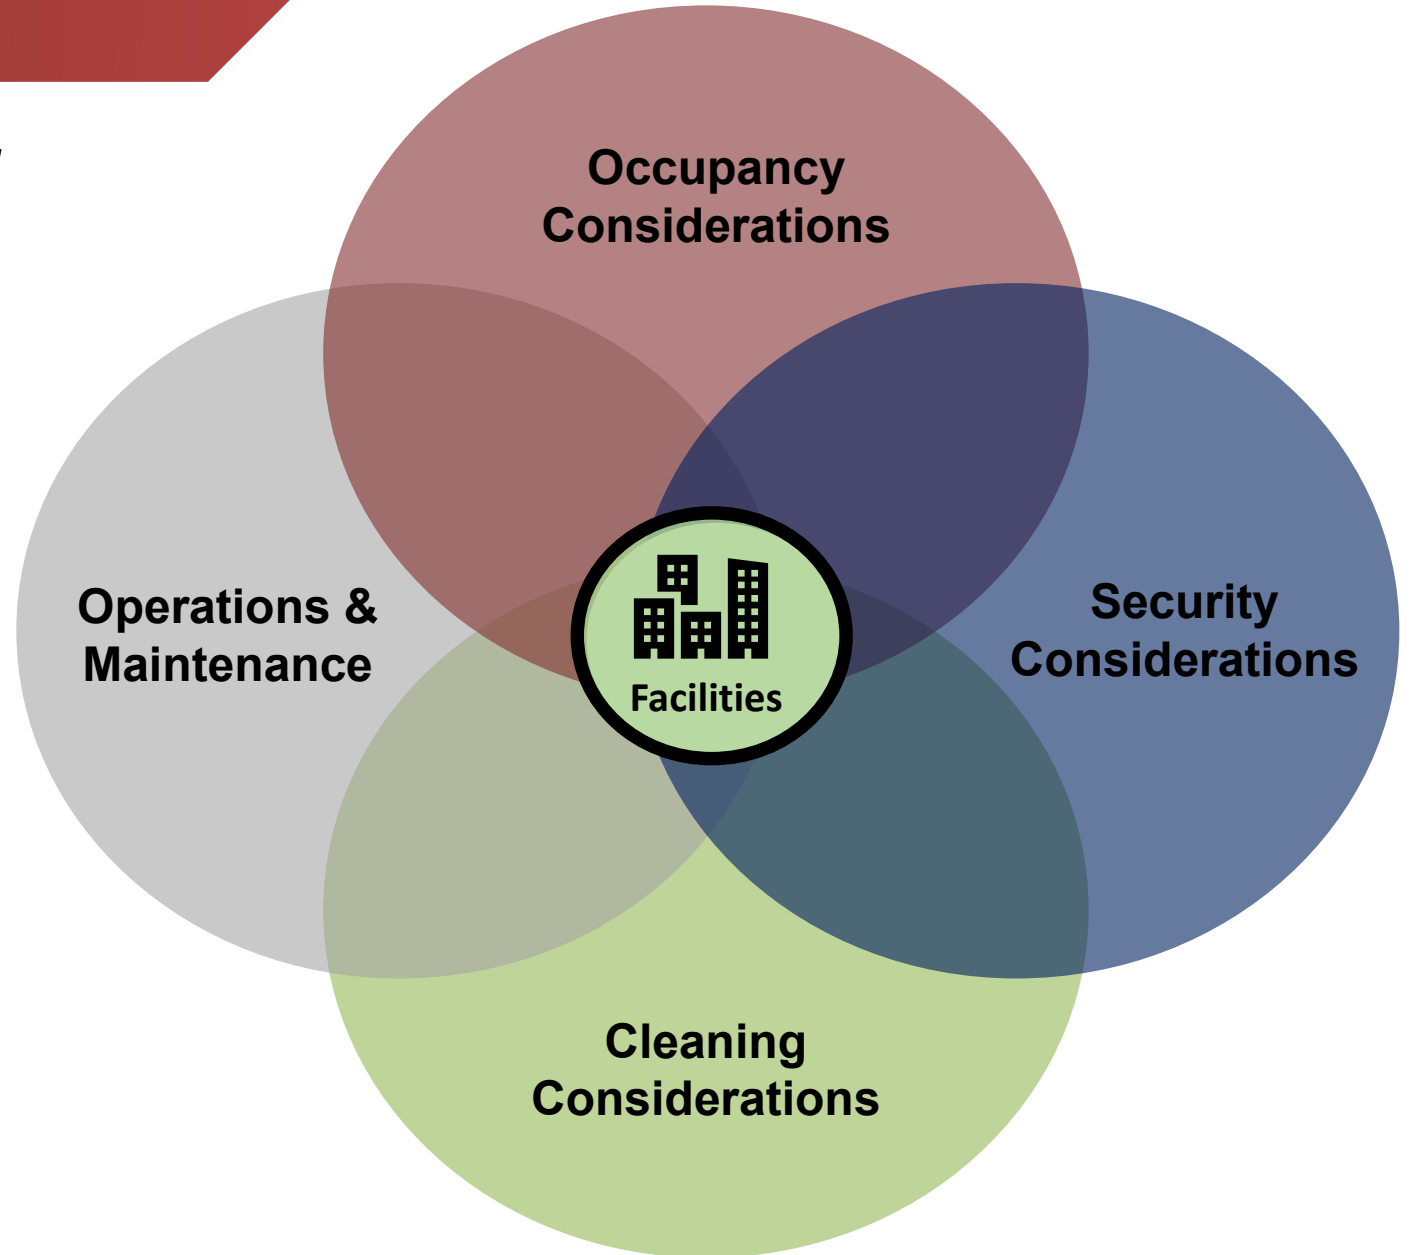 Occupancy
Considerations
Operations &
Maintenance
Security
Considerations
Facilities
Cleaning
Considerations